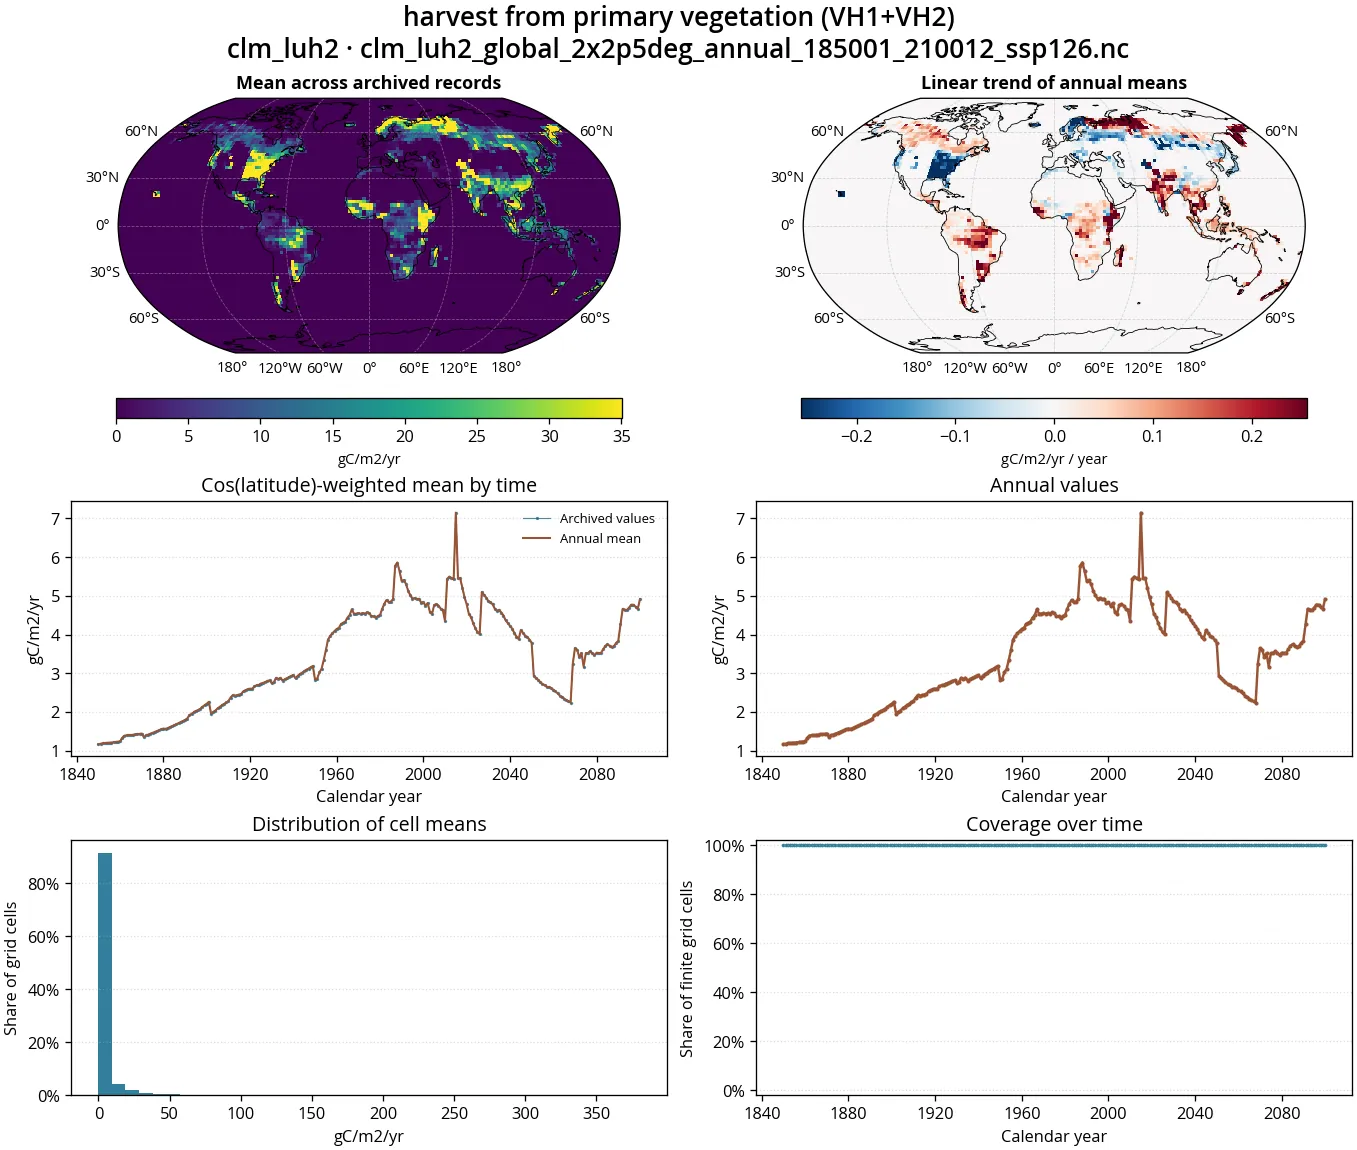 harvest from primary vegetation (VH1+VH2)
clm_luh2 · clm_luh2_global_2x2p5deg_annual_185001_210012_ssp126.nc
Mean across archived records
60°N
60°N
30°N
0°
30°S
60°S
60°S
180° 120°W 60°W 0° 60°E 120°E 180°
0 5 10 15 20 25 30 35
gC/m2/yr
Linear trend of annual means
60°N
60°N
30°N
0°
30°S
60°S
60°S
180° 120°W 60°W 0° 60°E 120°E 180°
−0.2 −0.1 0.0 0.1 0.2
gC/m2/yr / year
Cos(latitude)-weighted mean by time
gC/m2/yr
7
6
5
4
3
2
1
Archived values
Annual mean
1840 1880 1920 1960 2000 2040 2080
Calendar year
Annual values
gC/m2/yr
7
6
5
4
3
2
1
1840 1880 1920 1960 2000 2040 2080
Calendar year
Distribution of cell means
Share of grid cells
80%
60%
40%
20%
0%
0 50 100 150 200 250 300 350
gC/m2/yr
Coverage over time
Share of finite grid cells
100%
80%
60%
40%
20%
0%
1840 1880 1920 1960 2000 2040 2080
Calendar year